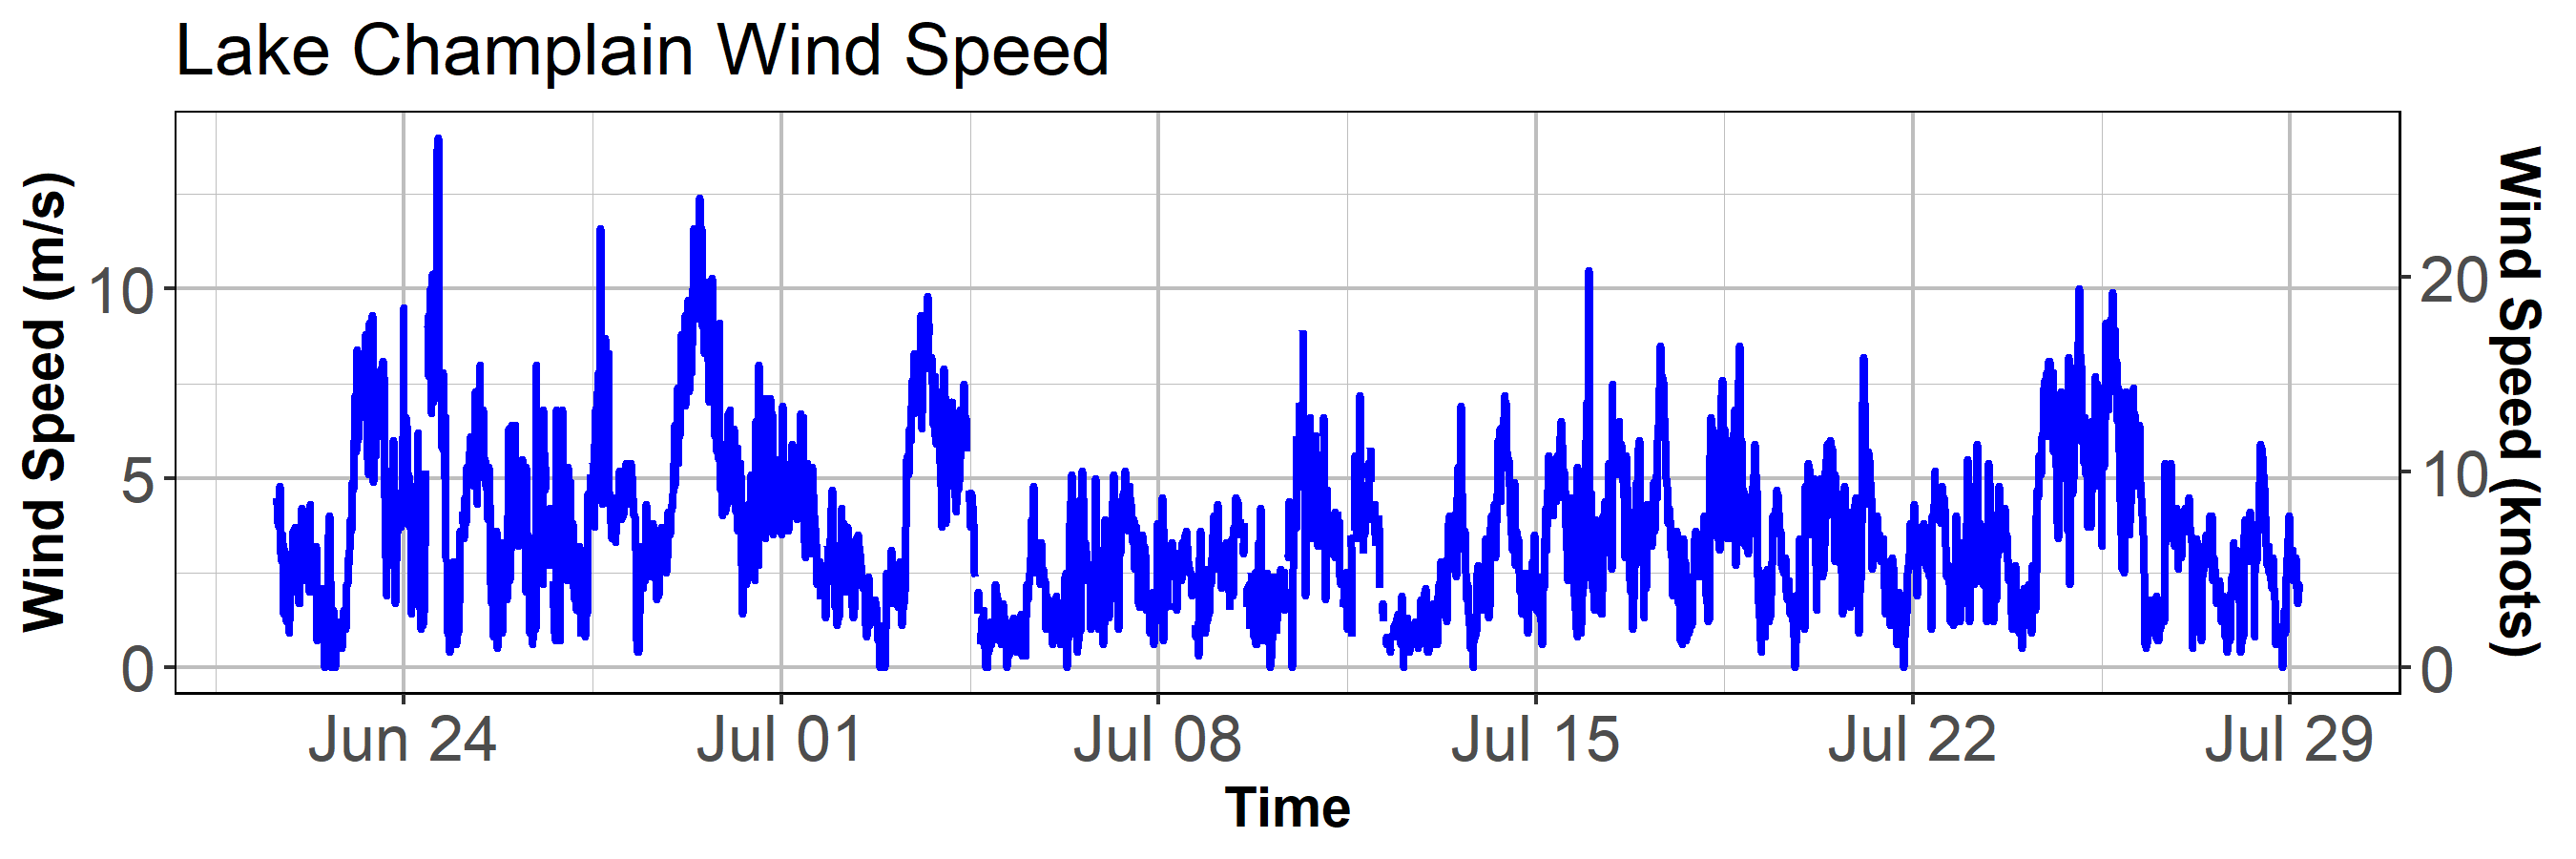 Lake Champlain Wind Speed
Wind Speed (m/s)
10
5
0
20
10
0
Wind Speed (knots)
Jun 24
Jul 01
Jul 08
Jul 15
Jul 22
Jul 29
Time